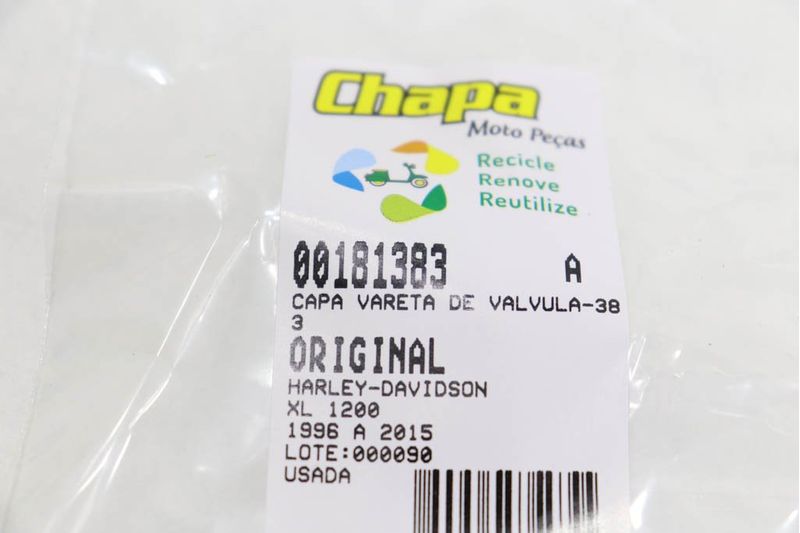 Chapa
Moto Peças
Recicle
Renove
Reutilize
00181383 A
CAPA VARETA DE VALVULA-38
3
ORIGINAL
HARLEY-DAVIDSON
XL 1200
1996 A 2015
LOTE:000090
USADA